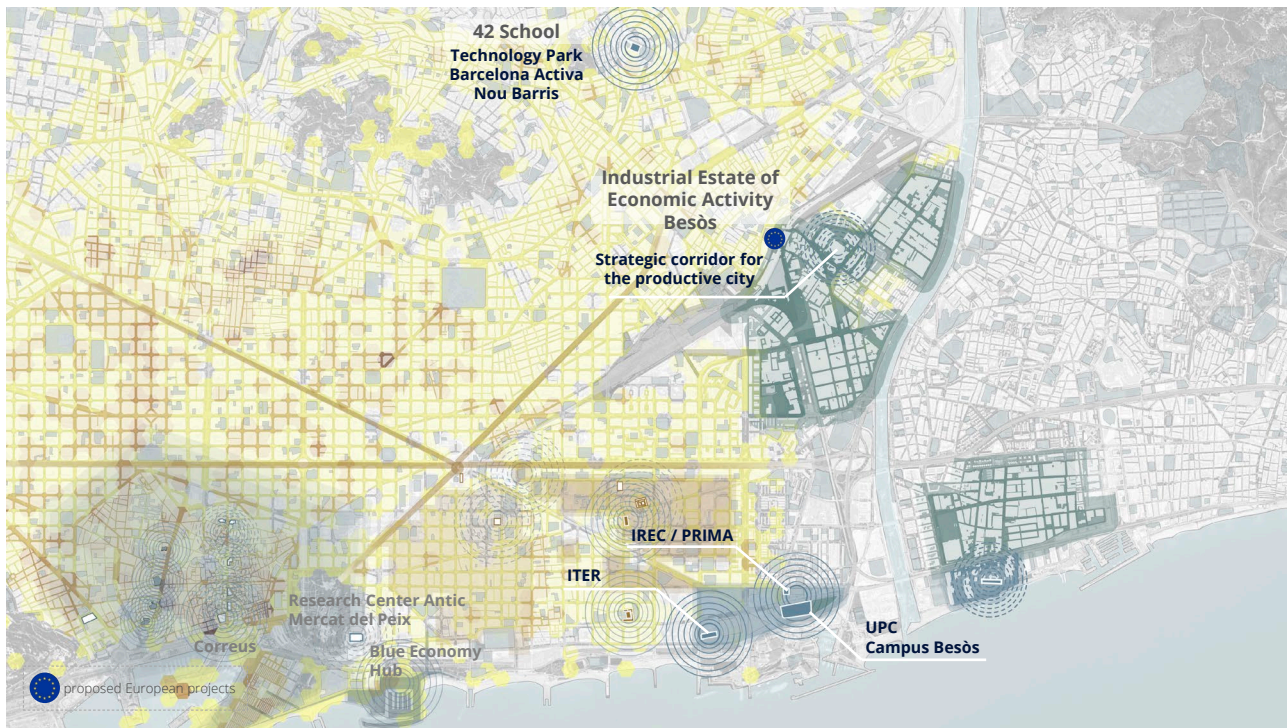 42 School
Technology Park
Barcelona Activa
Nou Barris
Industrial Estate of
Economic Activity
Besòs
Strategic corridor for
the productive city
IREC / PRIMA
ITER
Research Center Antic
Mercat del Peix
Correus
Blue Economy
Hub
UPC
Campus Besòs
proposed European projects